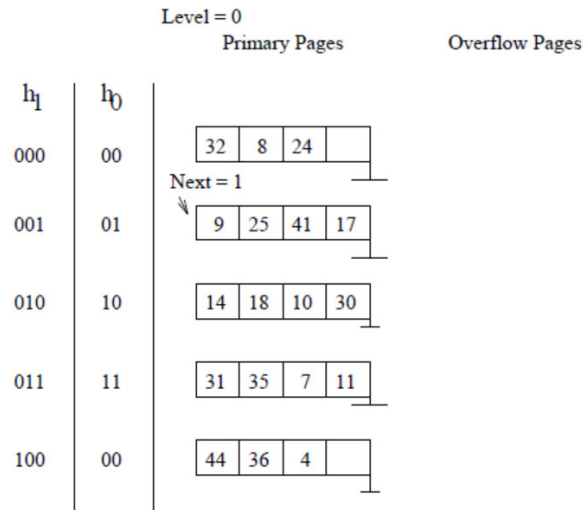 Level = 0
Primary Pages Overflow Pages
h1 h0
000 00 32 8 24
Next = 1
001 01 9 25 41 17
010 10 14 18 10 30
011 11 31 35 7 11
100 00 44 36 4